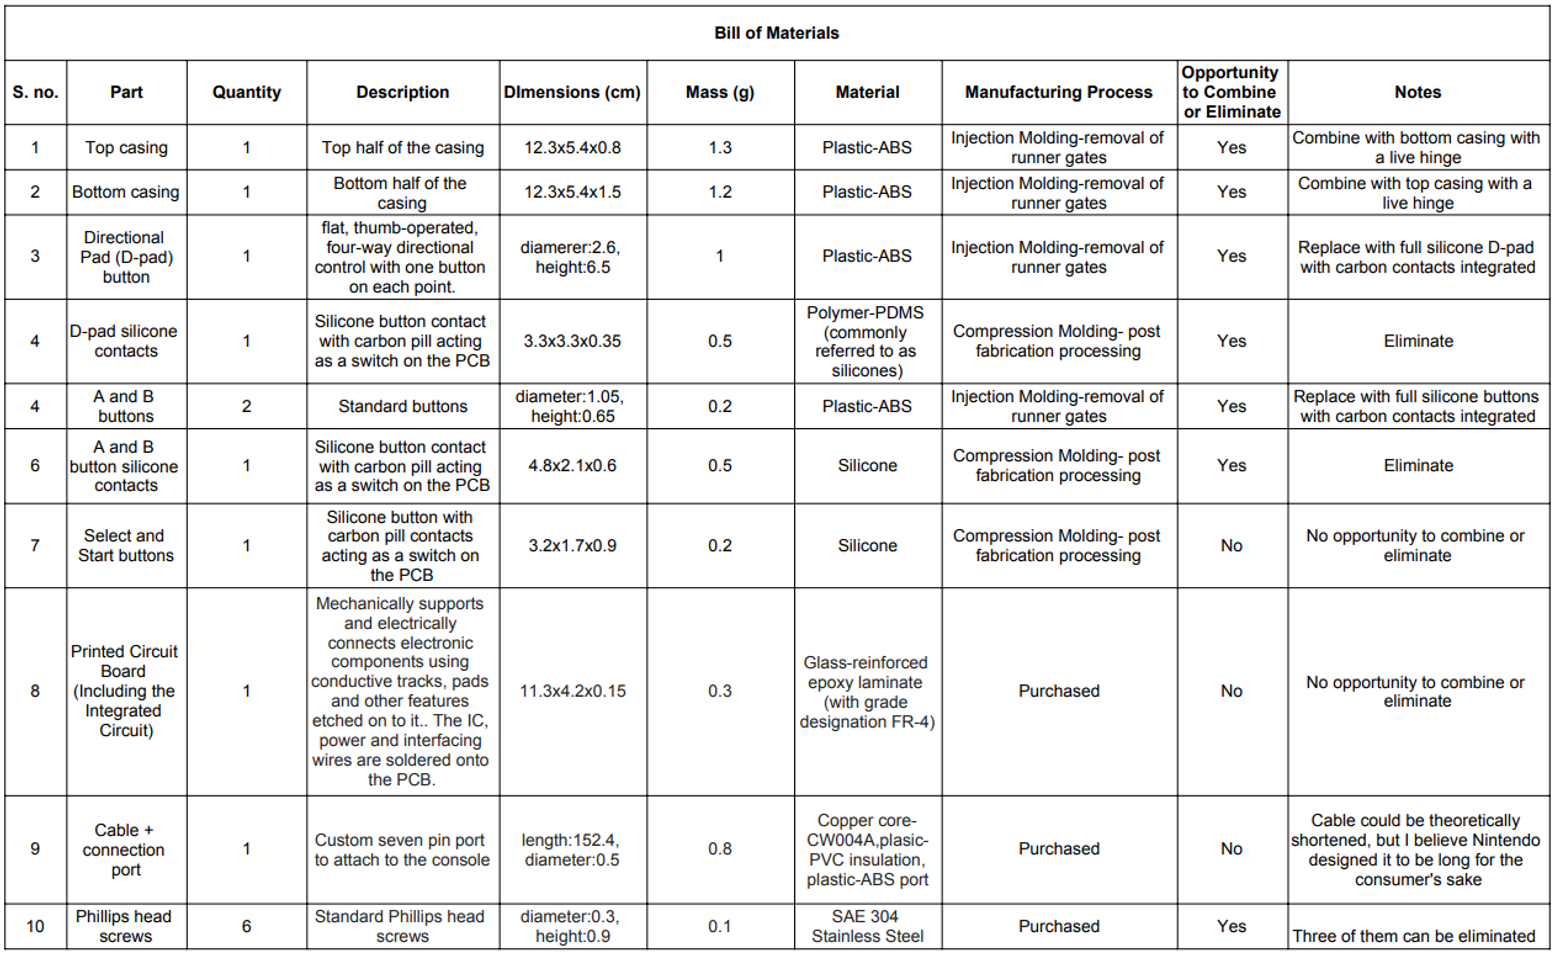 Bill of Materials
S. no.
Part
Quantity
Description
DImensions (cm)
Mass (g)
Material
Manufacturing Process
Opportunity
to Combine
or Eliminate
Notes
1
Top casing
1
Top half of the casing
12.3x5.4x0.8
1.3
Plastic-ABS
Injection Molding-removal of
runner gates
Yes
Combine with bottom casing with
a live hinge
2
Bottom casing
1
Bottom half of the
casing
12.3x5.4x1.5
1.2
Plastic-ABS
Injection Molding-removal of
runner gates
Yes
Combine with top casing with a
live hinge
3
Directional
Pad (D-pad)
button
1
flat, thumb-operated,
four-way directional
control with one button
on each point.
diamerer:2.6,
height:6.5
1
Plastic-ABS
Injection Molding-removal of
runner gates
Yes
Replace with full silicone D-pad
with carbon contacts integrated
4
D-pad silicone
contacts
1
Silicone button contact
with carbon pill acting
as a switch on the PCB
3.3x3.3x0.35
0.5
Polymer-PDMS
(commonly
referred to as
silicones)
Compression Molding- post
fabrication processing
Yes
Eliminate
4
A and B
buttons
2
Standard buttons
diameter:1.05,
height:0.65
0.2
Plastic-ABS
Injection Molding-removal of
runner gates
Yes
Replace with full silicone buttons
with carbon contacts integrated
6
A and B
button silicone
contacts
1
Silicone button contact
with carbon pill acting
as a switch on the PCB
4.8x2.1x0.6
0.5
Silicone
Compression Molding- post
fabrication processing
Yes
Eliminate
7
Select and
Start buttons
1
Silicone button with
carbon pill contacts
acting as a switch on
the PCB
3.2x1.7x0.9
0.2
Silicone
Compression Molding- post
fabrication processing
No
No opportunity to combine or
eliminate
8
Printed Circuit
Board
(Including the
Integrated
Circuit)
1
Mechanically supports
and electrically
connects electronic
components using
conductive tracks, pads
and other features
etched on to it.. The IC,
power and interfacing
wires are soldered onto
the PCB.
11.3x4.2x0.15
0.3
Glass-reinforced
epoxy laminate
(with grade
designation FR-4)
Purchased
No
No opportunity to combine or
eliminate
9
Cable +
connection
port
1
Custom seven pin port
to attach to the console
length:152.4,
diameter:0.5
0.8
Copper core-
CW004A,plasic-
PVC insulation,
plastic-ABS port
Purchased
No
Cable could be theoretically
shortened, but I believe Nintendo
designed it to be long for the
consumer's sake
10
Phillips head
screws
6
Standard Phillips head
screws
diameter:0.3,
height:0.9
0.1
SAE 304
Stainless Steel
Purchased
Yes
Three of them can be eliminated